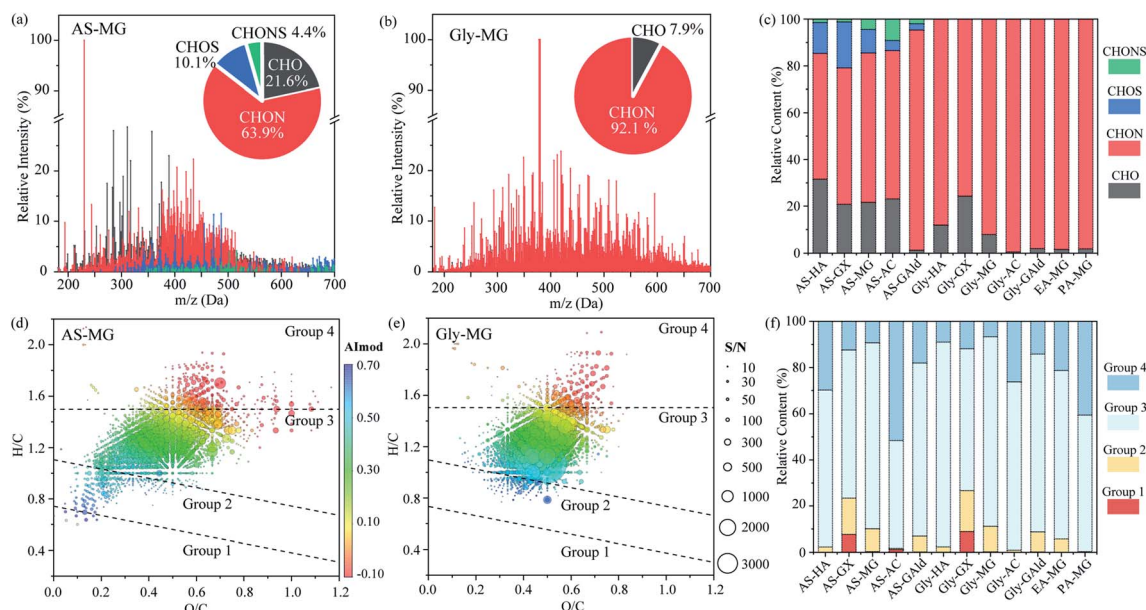 (a)
AS-MG
CHONS 4.4%
CHOS
10.1%
CHO
21.6%
CHON
63.9%
Relative Intensity (%)
100
90
20
10
0
200
300
400
500
600
700
m/z (Da)
(b)
Gly-MG
CHO 7.9%
CHON
92.1 %
Relative Intensity (%)
100
90
20
10
0
200
300
400
500
600
700
m/z (Da)
(c)
Relative Content (%)
100
80
60
40
20
0
AS-HA
AS-GX
AS-MG
AS-AC
AS-GAld
Gly-HA
Gly-GX
Gly-MG
Gly-AC
Gly-GAld
EA-MG
PA-MG
CHONS
CHOS
CHON
CHO
(d)
AS-MG
Group 4
Group 3
Group 2
Group 1
H/C
2.0
1.6
1.2
0.8
0.4
0.0
0.2
0.4
0.6
0.8
1.0
1.2
O/C
AImod
0.70
0.50
0.30
0.10
-0.10
(e)
Gly-MG
Group 4
Group 3
Group 2
Group 1
H/C
2.0
1.6
1.2
0.8
0.4
0.0
0.2
0.4
0.6
0.8
1.0
1.2
O/C
S/N
10
30
50
100
300
500
1000
2000
3000
(f)
Relative Content (%)
100
80
60
40
20
0
AS-HA
AS-GX
AS-MG
AS-AC
AS-GAld
Gly-HA
Gly-GX
Gly-MG
Gly-AC
Gly-GAld
EA-MG
PA-MG
Group 4
Group 3
Group 2
Group 1